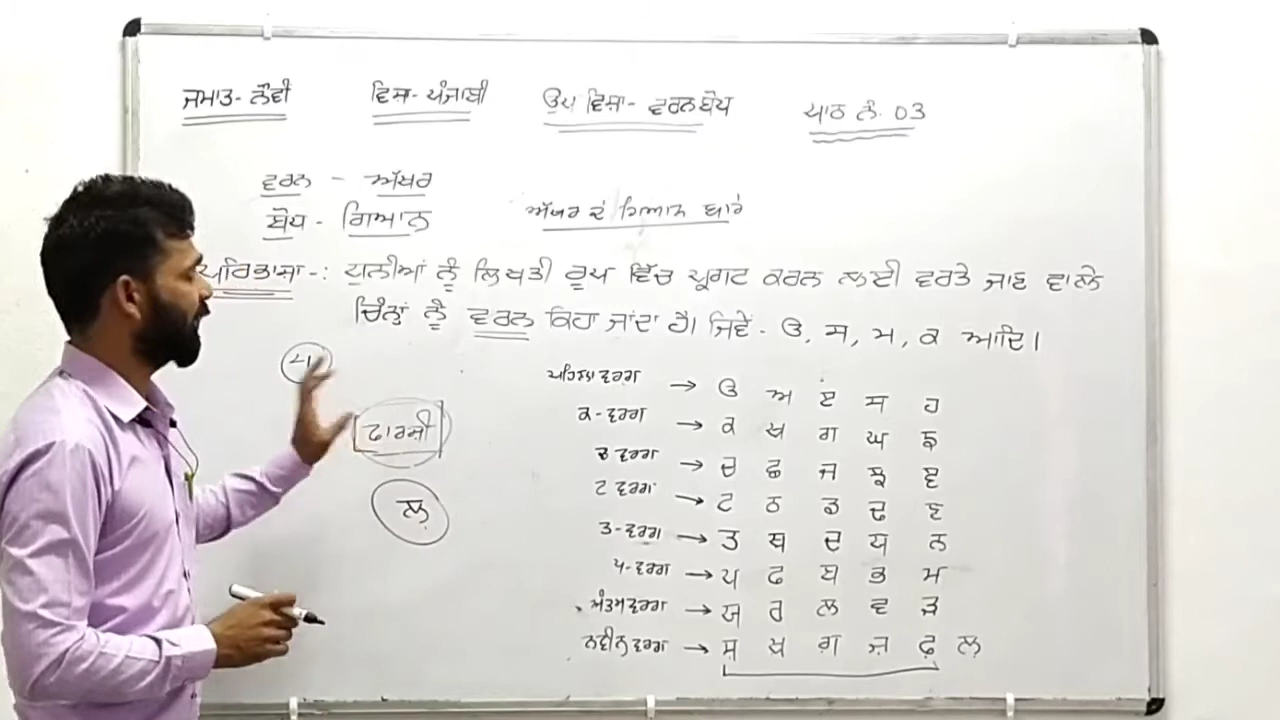 ਜਮਾਤ- ਨੌਵੀਂ ਵਿਸ਼ਾ- ਪੰਜਾਬੀ ਉਪ ਵਿਸ਼ਾ- ਵਰਨ ਬੋਧ ਪਾਠ ਨੰ. 03
ਵਰਨ - ਅੱਖਰ
ਬੋਧ - ਗਿਆਨ ਅੱਖਰ ਦੇ ਗਿਆਨ ਬਾਰੇ
ਪਰਿਭਾਸ਼ਾ-: ਧੁਨੀਆਂ ਨੂੰ ਲਿਖਤੀ ਰੂਪ ਵਿੱਚ ਪ੍ਰਗਟ ਕਰਨ ਲਈ ਵਰਤੇ ਜਾਣ ਵਾਲੇ
ਚਿੰਨ੍ਹਾਂ ਨੂੰ ਵਰਨ ਕਿਹਾ ਜਾਂਦਾ ਹੈ। ਜਿਵੇਂ - ੳ, ਸ, ਮ, ਕ ਆਦਿ।
ਪਹਿਲਾ ਵਰਗ → ੳ ਅ ੲ ਸ ਹ
ਕ-ਵਰਗ → ਕ ਖ ਗ ਘ ਙ
ਫਾਰਸੀ
ਚ ਵਰਗ → ਚ ਛ ਜ ਝ ਞ
ਟ ਵਰਗ → ਟ ਠ ਡ ਢ ਣ
ਲ਼
ਤ-ਵਰਗ → ਤ ਥ ਦ ਧ ਨ
ਪ-ਵਰਗ → ਪ ਫ ਬ ਭ ਮ
ਅੰਤਮ ਵਰਗ → ਯ ਰ ਲ ਵ ੜ
ਨਵੀਨ ਵਰਗ → ਸ਼ ਖ਼ ਗ਼ ਜ਼ ਫ਼ ਲ਼